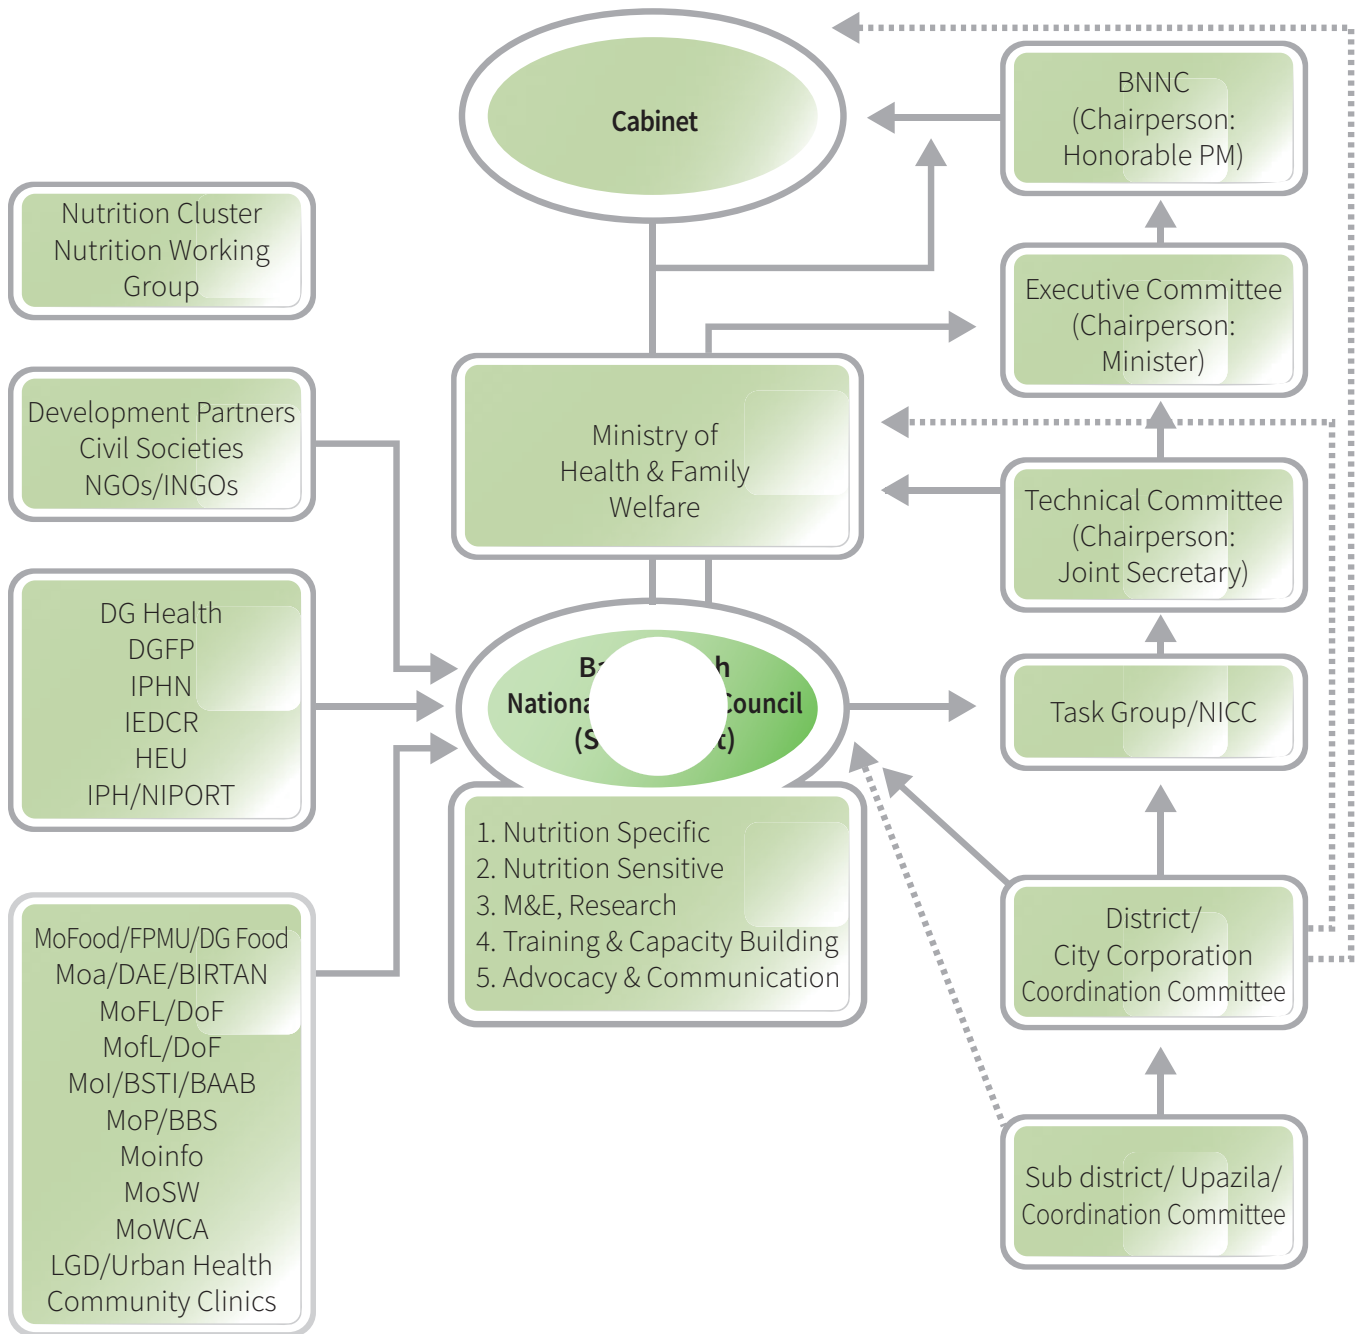 Cabinet
BNNC
(Chairperson:
Honorable PM)
Nutrition Cluster
Nutrition Working
Group
Executive Committee
(Chairperson:
Minister)
Development Partners
Civil Societies
NGOs/INGOs
Ministry of
Health & Family
Welfare
Technical Committee
(Chairperson:
Joint Secretary)
DG Health
DGFP
IPHN
IEDCR
HEU
IPH/NIPORT
Council
Task Group/NICC
1. Nutrition Specific
2. Nutrition Sensitive
3. M&E, Research
4. Training & Capacity Building
5. Advocacy & Communication
MoFood/FPMU/DG Food
Moa/DAE/BIRTAN
MoFL/DoF
MofL/DoF
MoI/BSTI/BAAB
MoP/BBS
Moinfo
MoSW
MoWCA
LGD/Urban Health
Community Clinics
District/
City Corporation
Coordination Committee
Sub district/ Upazila/
Coordination Committee